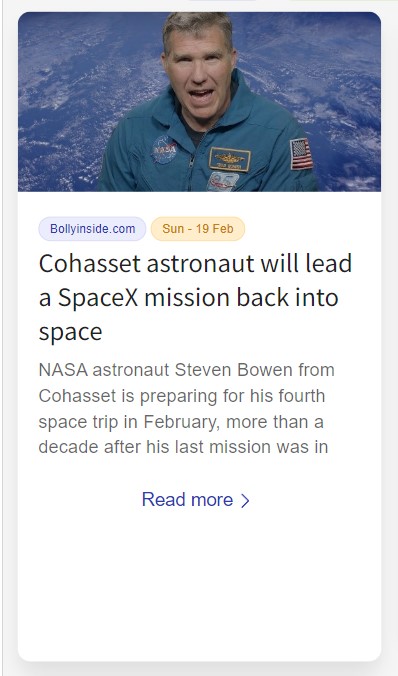 NASA
Bollyinside.com
Sun - 19 Feb
Cohasset astronaut will lead
a SpaceX mission back into
space
NASA astronaut Steven Bowen from
Cohasset is preparing for his fourth
space trip in February, more than a
decade after his last mission was in
Read more